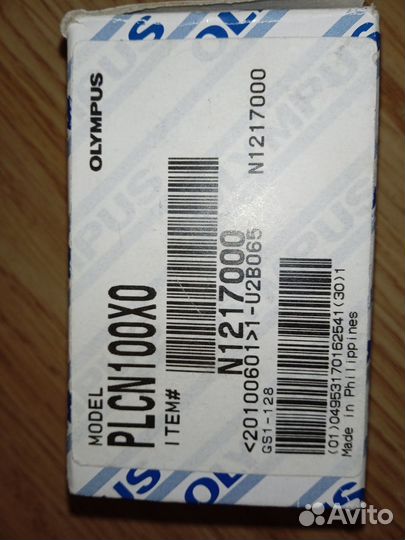 OLYMPUS
MODEL
PLCN100XO
ITEM#
N1217000
<20100601>1-U2B065
N1217000
GS1-128
(01)04953170162541(30)1
Made in Philippines
Avito